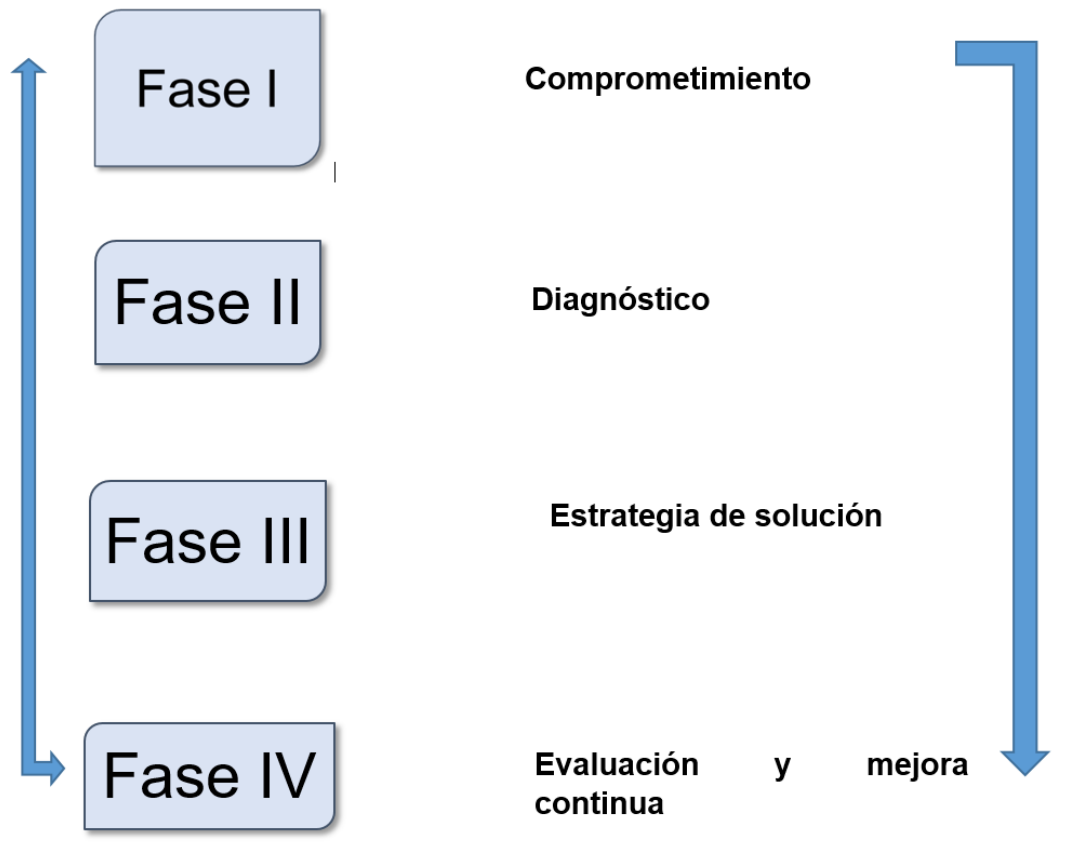 Fase I
Comprometimiento
Fase II
Diagnóstico
Fase III
Estrategia de solución
Fase IV
Evaluación y mejora
continua